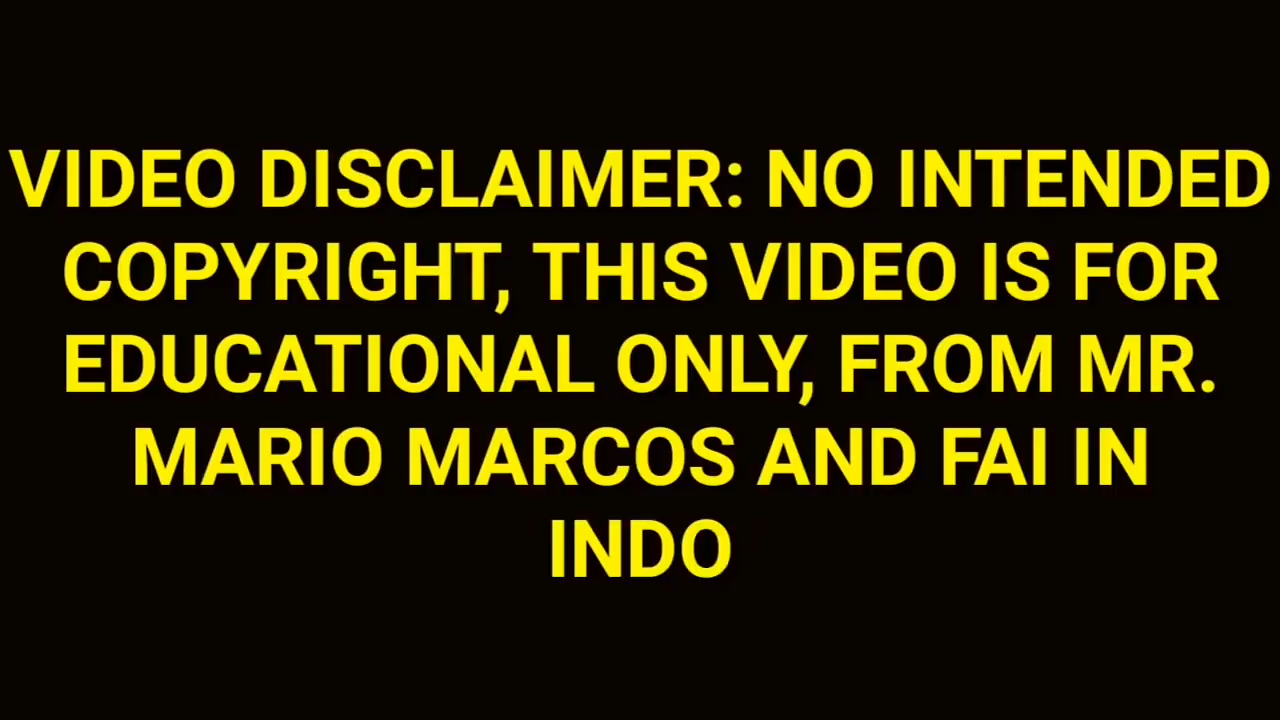 VIDEO DISCLAIMER: NO INTENDED
COPYRIGHT, THIS VIDEO IS FOR
EDUCATIONAL ONLY, FROM MR.
MARIO MARCOS AND FAI IN
INDO